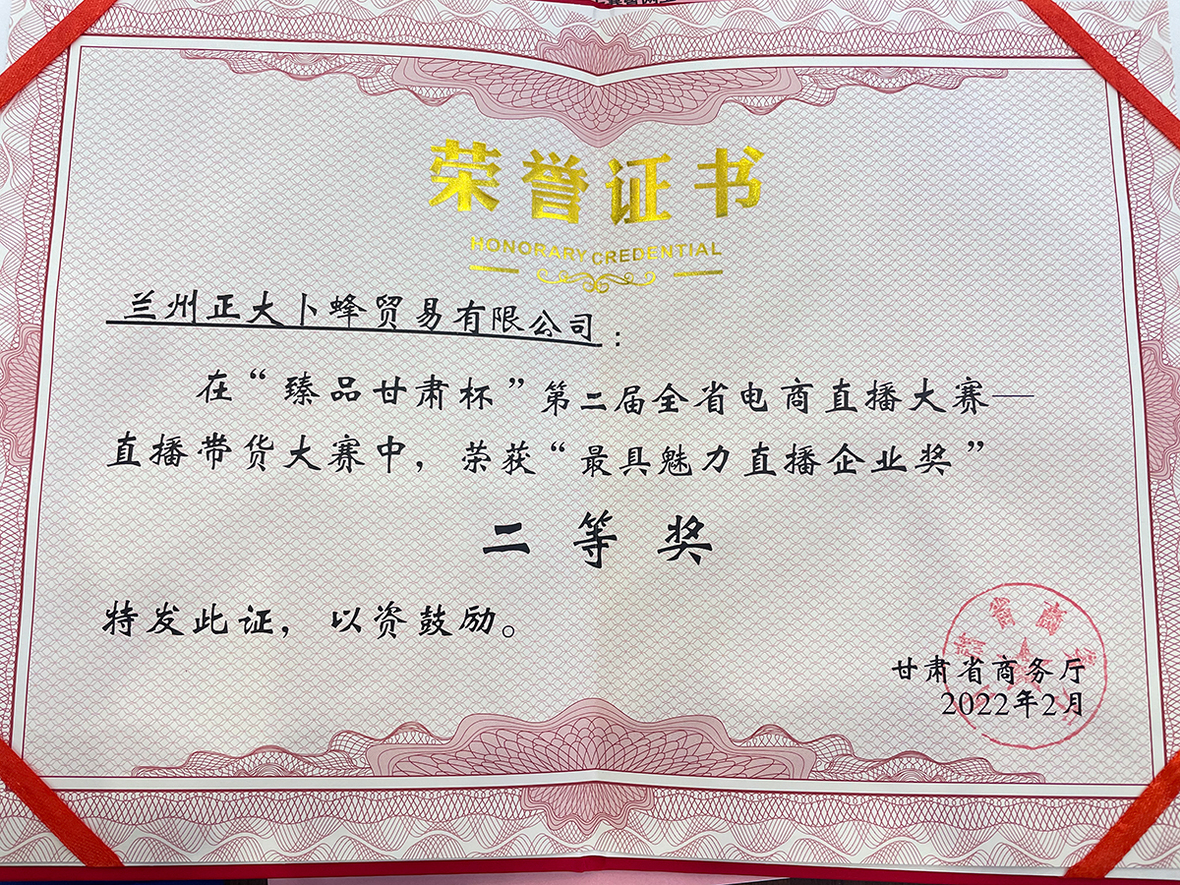 荣誉证书
HONORARY CREDENTIAL
兰州正大卜蜂贸易有限公司：
在“臻品甘肃杯”第二届全省电商直播大赛—
直播带货大赛中，荣获“最具魅力直播企业奖”
二等奖
特发此证，以资鼓励。
甘肃省商务厅
2022年2月